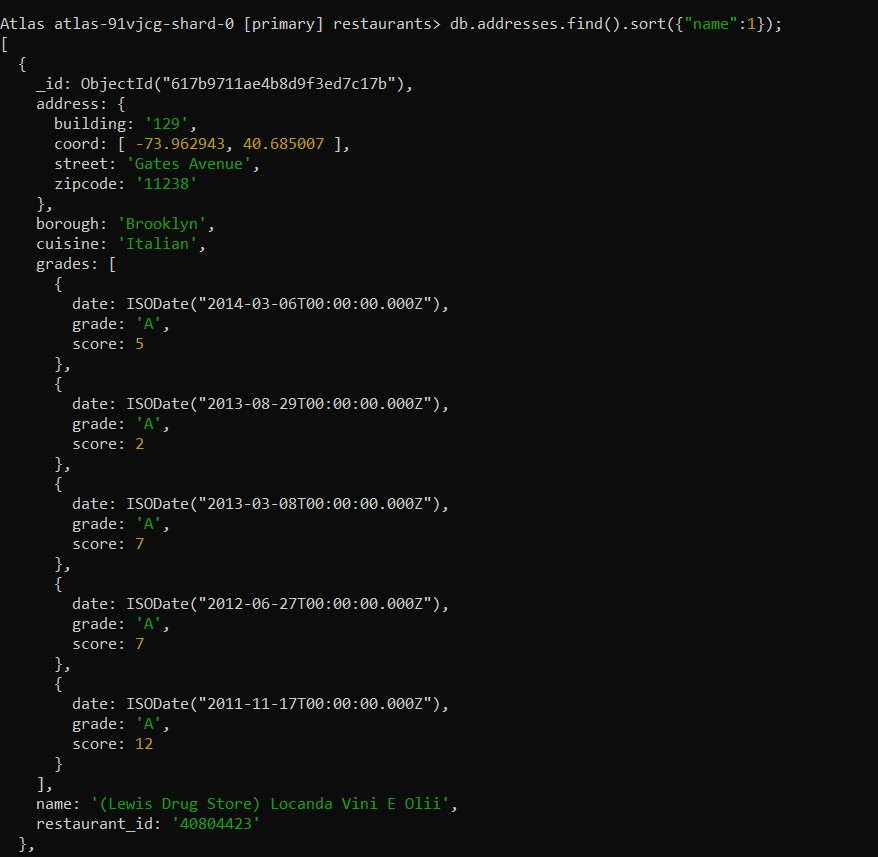 Atlas atlas-91vjcg-shard-0 [primary] restaurants> db.addresses.find().sort({"name":1});
[
  {
    _id: ObjectId("617b9711ae4b8d9f3ed7c17b"),
    address: {
      building: '129',
      coord: [ -73.962943, 40.685007 ],
      street: 'Gates Avenue',
      zipcode: '11238'
    },
    borough: 'Brooklyn',
    cuisine: 'Italian',
    grades: [
      {
        date: ISODate("2014-03-06T00:00:00.000Z"),
        grade: 'A',
        score: 5
      },
      {
        date: ISODate("2013-08-29T00:00:00.000Z"),
        grade: 'A',
        score: 2
      },
      {
        date: ISODate("2013-03-08T00:00:00.000Z"),
        grade: 'A',
        score: 7
      },
      {
        date: ISODate("2012-06-27T00:00:00.000Z"),
        grade: 'A',
        score: 7
      },
      {
        date: ISODate("2011-11-17T00:00:00.000Z"),
        grade: 'A',
        score: 12
      }
    ],
    name: '(Lewis Drug Store) Locanda Vini E Olii',
    restaurant_id: '40804423'
  },